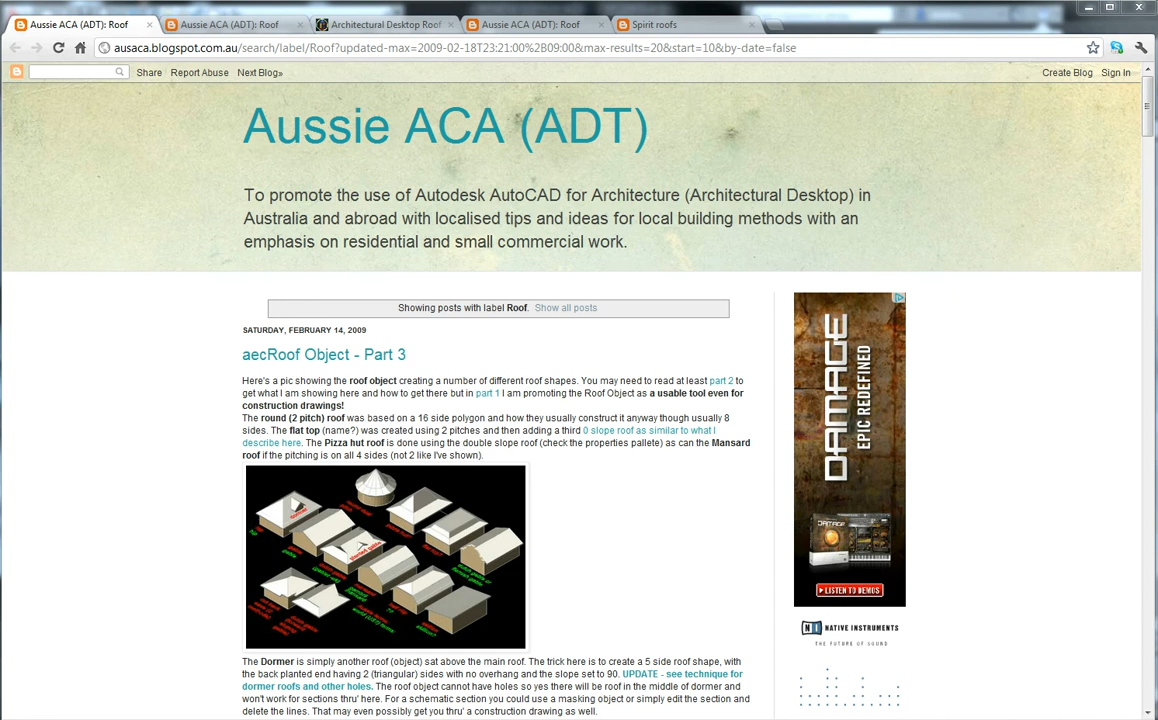 Aussie ACA (ADT): Roof
Aussie ACA (ADT): Roof
Architectural Desktop Roof
Aussie ACA (ADT): Roof
Spirit roofs
ausaca.blogspot.com.au/search/label/Roof?updated-max=2009-02-18T23:21:00%2B09:00&max-results=20&start=10&by-date=false
Share Report Abuse Next Blog»
Create Blog Sign In
Aussie ACA (ADT)
To promote the use of Autodesk AutoCAD for Architecture (Architectural Desktop) in
Australia and abroad with localised tips and ideas for local building methods with an
emphasis on residential and small commercial work.
Showing posts with label Roof. Show all posts
SATURDAY, FEBRUARY 14, 2009
aecRoof Object - Part 3
Here's a pic showing the roof object creating a number of different roof shapes. You may need to read at least part 2 to
get what I am showing here and how to get there but in part 1 I am promoting the Roof Object as a usable tool even for
construction drawings!
The round (2 pitch) roof was based on a 16 side polygon and how they usually construct it anyway though usually 8
sides. The flat top (name?) was created using 2 pitches and then adding a third 0 slope roof as similar to what I
describe here. The Pizza hut roof is done using the double slope roof (check the properties pallete) as can the Mansard
roof if the pitching is on all 4 sides (not 2 like I've shown).
The Dormer is simply another roof (object) sat above the main roof. The trick here is to create a 5 side roof shape, with
the back planted end having 2 (triangular) sides with no overhang and the slope set to 90. UPDATE - see technique for
dormer roofs and other holes. The roof object cannot have holes so yes there will be roof in the middle of dormer and
won't work for sections thru' here. For a schematic section you could use a masking object or simply edit the section and
delete the lines. That may even possibly get you thru' a construction drawing as well.
DAMAGE
EPIC REDEFINED
DAMAGE
LISTEN TO DEMOS
NATIVE INSTRUMENTS
THE FUTURE OF SOUND